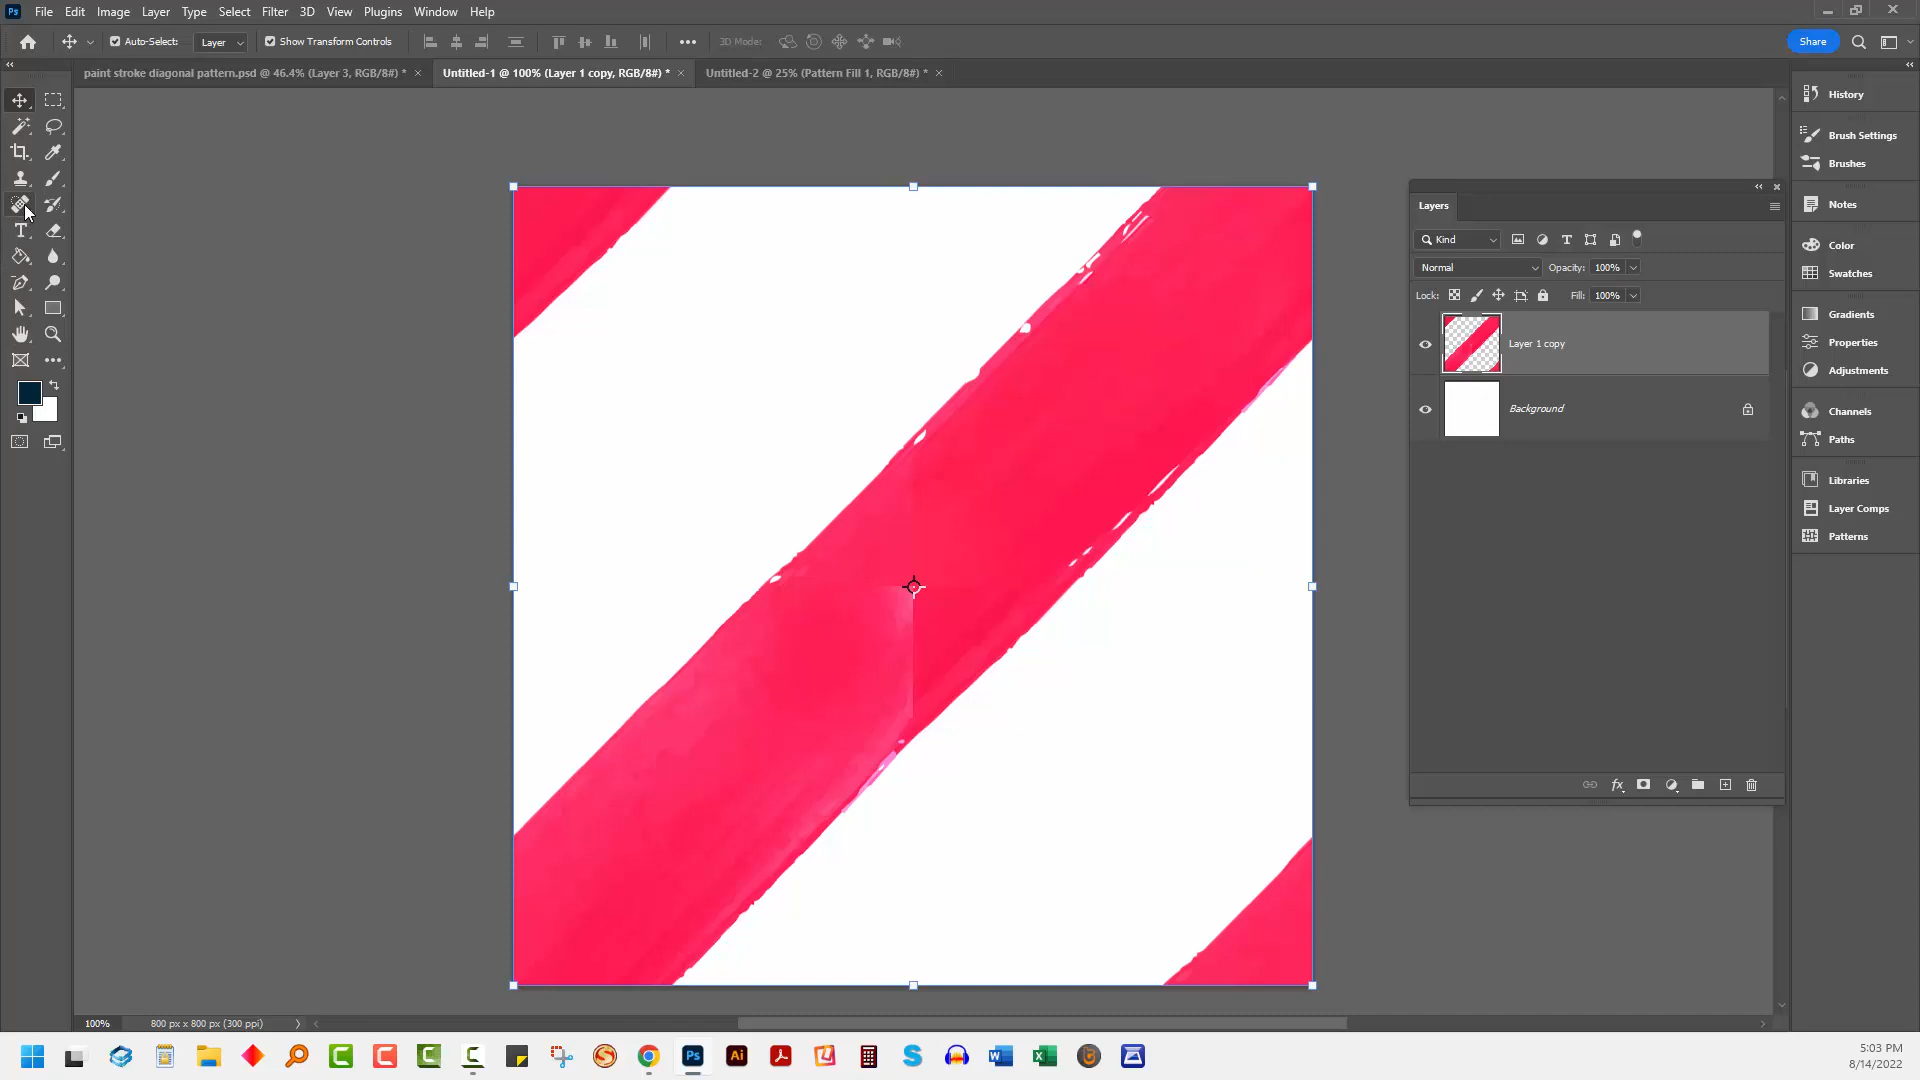 Ps File Edit Image Layer Type Select Filter 3D View Plugins Window Help
Auto-Select: Layer Show Transform Controls 3D Mode: Share
paint stroke diagonal pattern.psd @ 46.4% (Layer 3, RGB/8#) * Untitled-1 @ 100% (Layer 1 copy, RGB/8#) * Untitled-2 @ 25% (Pattern Fill 1, RGB/8#) *
History
Brush Settings
Brushes
Notes
Color
Swatches
Gradients
Properties
Adjustments
Channels
Paths
Libraries
Layer Comps
Patterns
Layers
Kind
Normal Opacity: 100%
Lock: Fill: 100%
Layer 1 copy
Background
fx
100% 800 px x 800 px (300 ppi)
Ps Ai
5:03 PM
8/14/2022